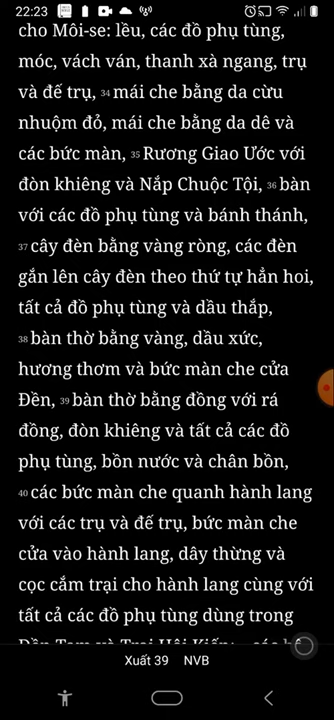 22:23
cho Môi-se: lều, các đồ phụ tùng,
móc, vách ván, thanh xà ngang, trụ
và đế trụ, 34 mái che bằng da cừu
nhuộm đỏ, mái che bằng da dê và
các bức màn, 35 Rương Giao Ước với
đòn khiêng và Nắp Chuộc Tội, 36 bàn
với các đồ phụ tùng và bánh thánh,
37 cây đèn bằng vàng ròng, các đèn
gắn lên cây đèn theo thứ tự hẳn hoi,
tất cả đồ phụ tùng và dầu thắp,
38 bàn thờ bằng vàng, dầu xức,
hương thơm và bức màn che cửa
Đền, 39 bàn thờ bằng đồng với rá
đồng, đòn khiêng và tất cả các đồ
phụ tùng, bồn nước và chân bồn,
40 các bức màn che quanh hành lang
với các trụ và đế trụ, bức màn che
cửa vào hành lang, dây thừng và
cọc cắm trại cho hành lang cùng với
tất cả các đồ phụ tùng dùng trong
Xuất 39 NVB